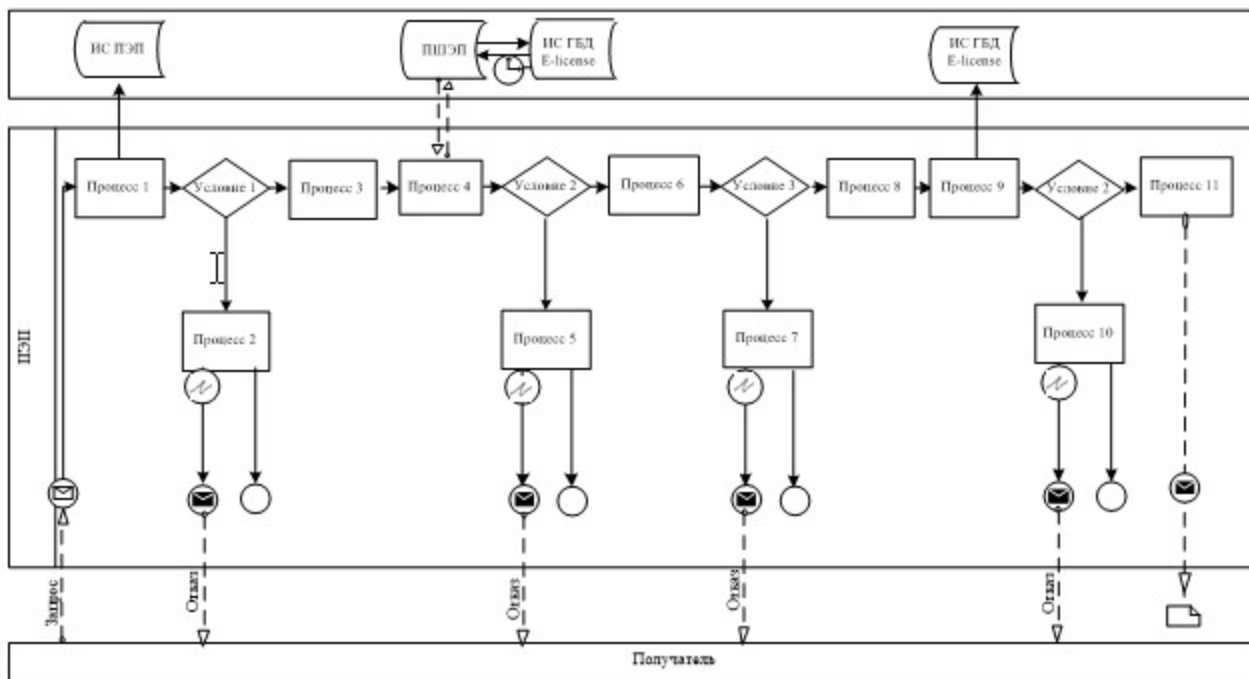 ИС ПЭП
ПШЭП
ИС ГБД
E-license
ИС ГБД
E-license
Процесс 1
Условие 1
Процесс 3
Процесс 4
Условие 2
Процесс 6
Условие 3
Процесс 8
Процесс 9
Условие 2
Процесс 11
Процесс 2
Процесс 5
Процесс 7
Процесс 10
ПЭП
Запрос
Отказ
Отказ
Отказ
Отказ
Получатель